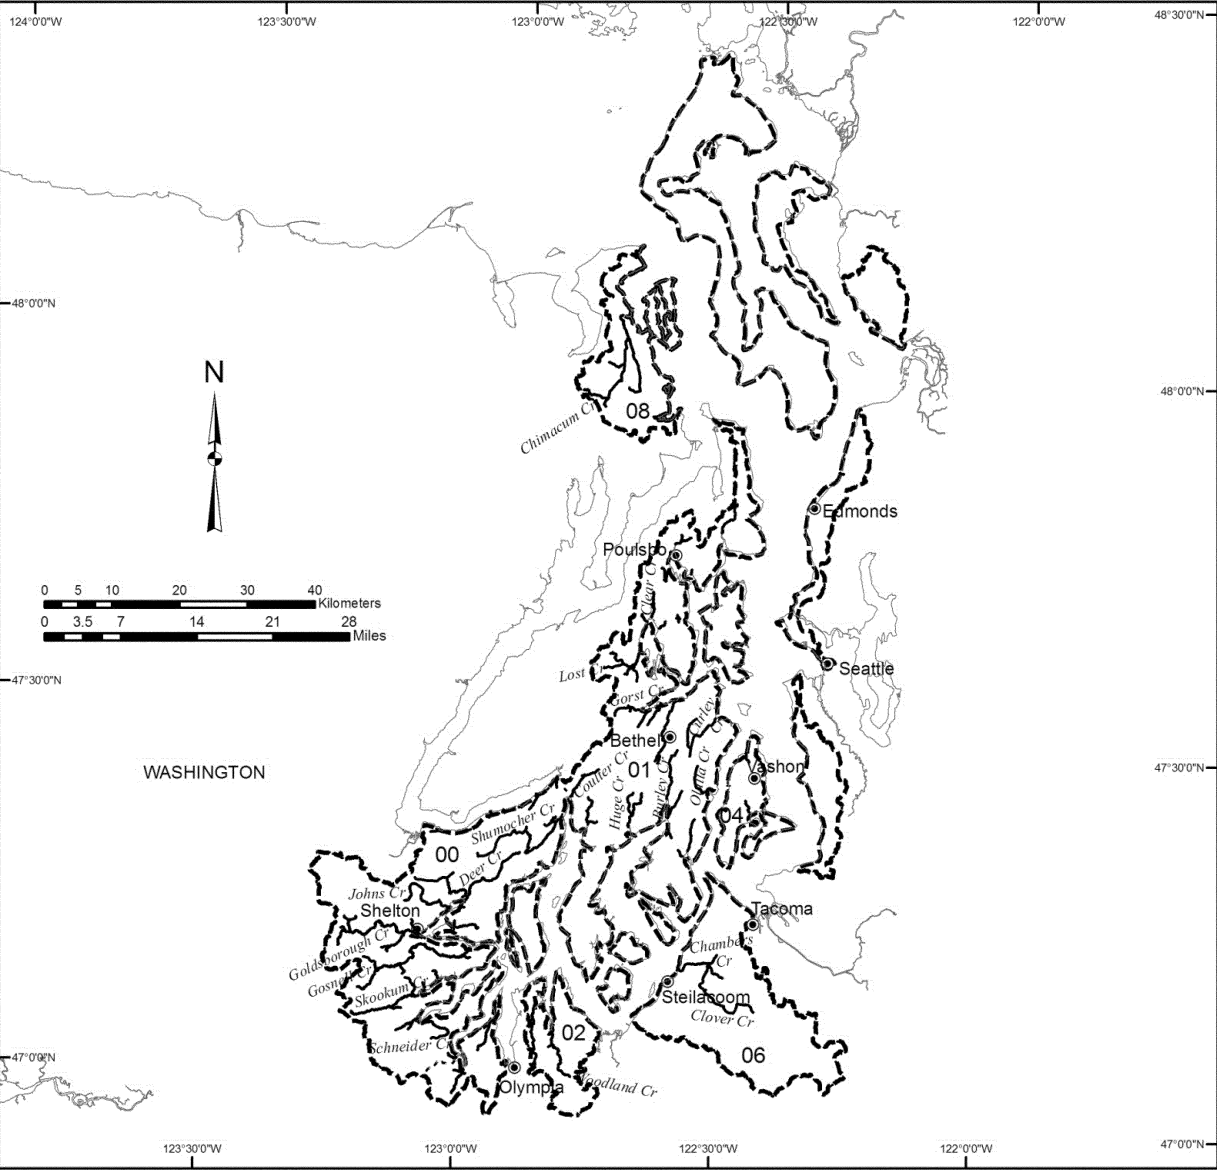 124°0'0"W
123°30'0"W
123°0'0"W
122°30'0"W
122°0'0"W
48°30'0"N
48°0'0"N
48°0'0"N
N
08
Chimacum Cr
Edmonds
Poulsbo
Clear Cr
0 5 10 20 30 40
Kilometers
0 3.5 7 14 21 28
Miles
Seattle
Lost
47°30'0"N
Gorst Cr
Curley Cr
Bethel
WASHINGTON
01
Coulter Cr
Huge Cr
Burley Cr
Olalla Cr
Vashon
47°30'0"N
04
Shumocher Cr
00
Deer Cr
Johns Cr
Shelton
Tacoma
Goldsborough Cr
Chambers
Cr
Gosnell Cr
Skookum Cr
Steilacoom
Clover Cr
02
Schneider Cr
06
47°0'0"N
Olympia
Woodland Cr
123°30'0"W
123°0'0"W
122°30'0"W
122°0'0"W
47°0'0"N